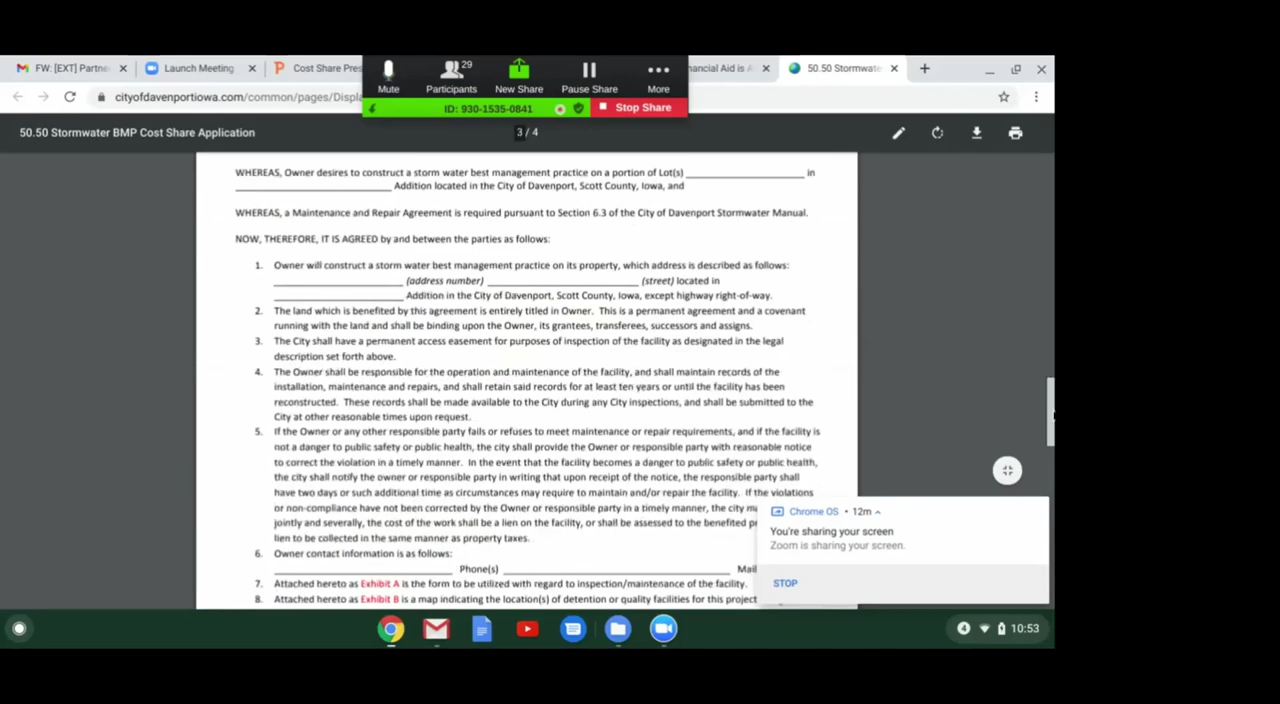 FW: [EXT] Partne
Launch Meeting
Cost Share Pres
nancial Aid is A
50.50 Stormwate
Mute
Participants
29
New Share
Pause Share
More
ID: 930-1535-0841
Stop Share
cityofdavenportiowa.com/common/pages/Displa
50.50 Stormwater BMP Cost Share Application
3 / 4
WHEREAS, Owner desires to construct a storm water best management practice on a portion of Lot(s) ____________________ in
____________________ Addition located in the City of Davenport, Scott County, Iowa, and
WHEREAS, a Maintenance and Repair Agreement is required pursuant to Section 6.3 of the City of Davenport Stormwater Manual.
NOW, THEREFORE, IT IS AGREED by and between the parties as follows:
1. Owner will construct a storm water best management practice on its property, which address is described as follows:
____________________ (address number) ____________________ (street) located in
____________________ Addition in the City of Davenport, Scott County, Iowa, except highway right-of-way.
2. The land which is benefited by this agreement is entirely titled in Owner. This is a permanent agreement and a covenant
running with the land and shall be binding upon the Owner, its grantees, transferees, successors and assigns.
3. The City shall have a permanent access easement for purposes of inspection of the facility as designated in the legal
description set forth above.
4. The Owner shall be responsible for the operation and maintenance of the facility, and shall maintain records of the
installation, maintenance and repairs, and shall retain said records for at least ten years or until the facility has been
reconstructed. These records shall be made available to the City during any City inspections, and shall be submitted to the
City at other reasonable times upon request.
5. If the Owner or any other responsible party fails or refuses to meet maintenance or repair requirements, and if the facility is
not a danger to public safety or public health, the city shall provide the Owner or responsible party with reasonable notice
to correct the violation in a timely manner. In the event that the facility becomes a danger to public safety or public health,
the city shall notify the owner or responsible party in writing that upon receipt of the notice, the responsible party shall
have two days or such additional time as circumstances may require to maintain and/or repair the facility. If the violations
or non-compliance have not been corrected by the Owner or responsible party in a timely manner, the city m
jointly and severally, the cost of the work shall be a lien on the facility, or shall be assessed to the benefited p
lien to be collected in the same manner as property taxes.
6. Owner contact information is as follows:
____________________ Phone(s) ____________________ Mail
7. Attached hereto as Exhibit A is the form to be utilized with regard to inspection/maintenance of the facility.
8. Attached hereto as Exhibit B is a map indicating the location(s) of detention or quality facilities for this project
Chrome OS • 12m
You're sharing your screen
Zoom is sharing your screen.
STOP
4
10:53